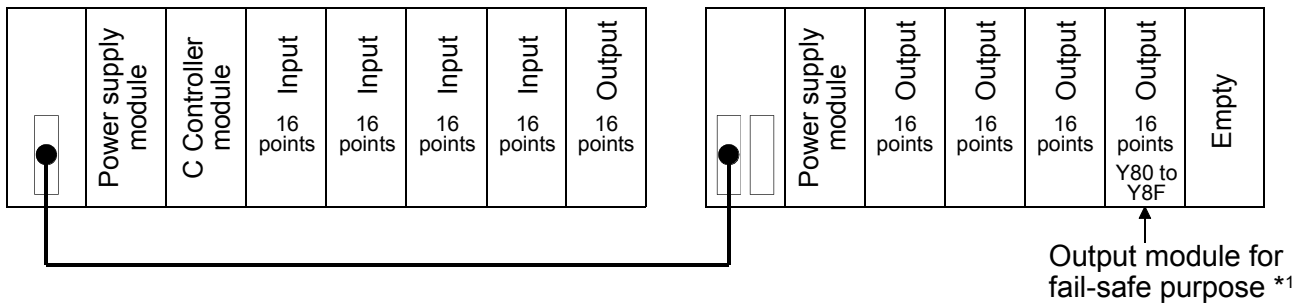 Power supply
module
C Controller
module
Input
16
points
Input
16
points
Input
16
points
Input
16
points
Output
16
points
Power supply
module
Output
16
points
Output
16
points
Output
16
points
Output
16
points
Y80 to
Y8F
Empty
Output module for
fail-safe purpose *1